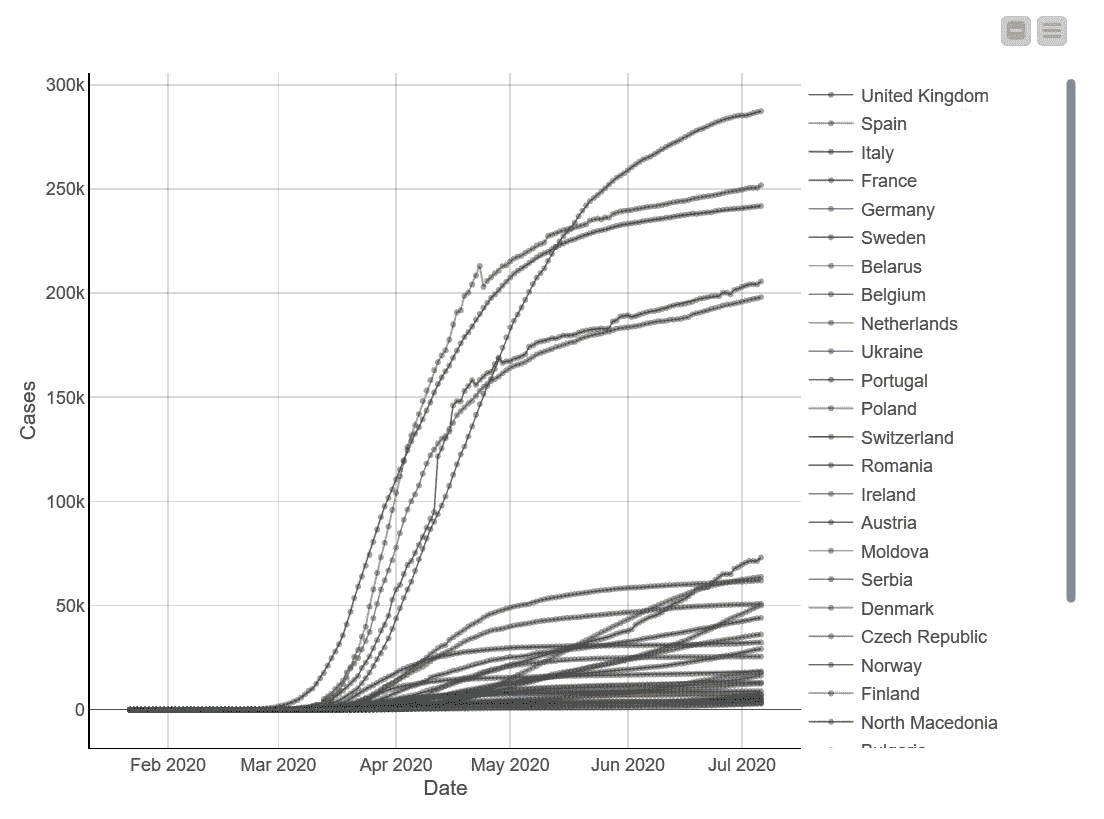 300k
250k
200k
150k
100k
50k
0
Cases
Feb 2020
Mar 2020
Apr 2020
May 2020
Jun 2020
Jul 2020
Date
United Kingdom
Spain
Italy
France
Germany
Sweden
Belarus
Belgium
Netherlands
Ukraine
Portugal
Poland
Switzerland
Romania
Ireland
Austria
Moldova
Serbia
Denmark
Czech Republic
Norway
Finland
North Macedonia